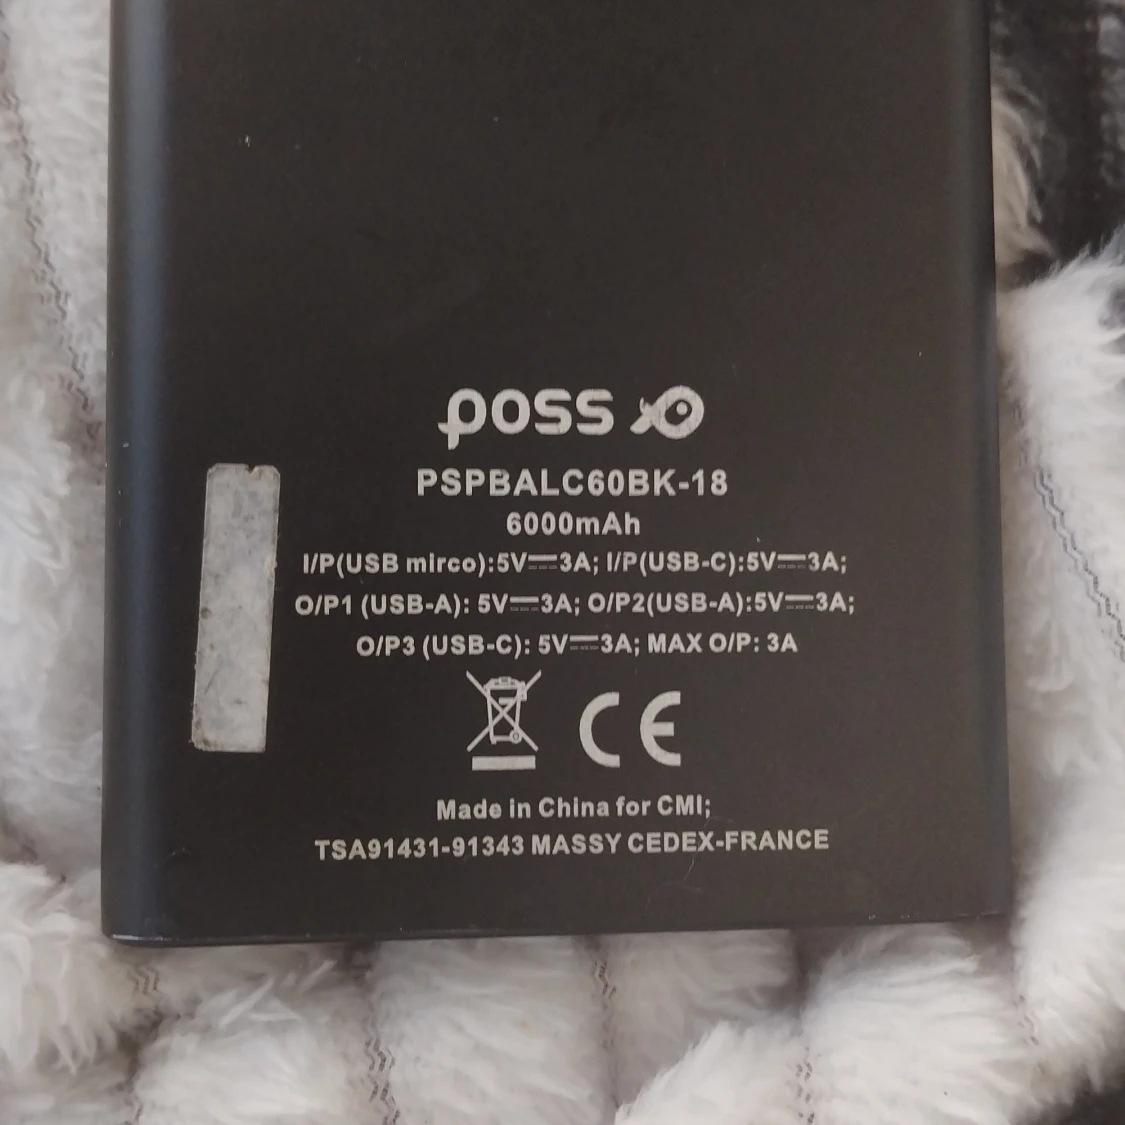 poss
PSPBALC60BK-18
6000mAh
I/P(USB mirco):5V⎓3A; I/P(USB-C):5V⎓3A;
O/P1 (USB-A): 5V⎓3A; O/P2(USB-A):5V⎓3A;
O/P3 (USB-C): 5V⎓3A; MAX O/P: 3A
CE
Made in China for CMI;
TSA91431-91343 MASSY CEDEX-FRANCE